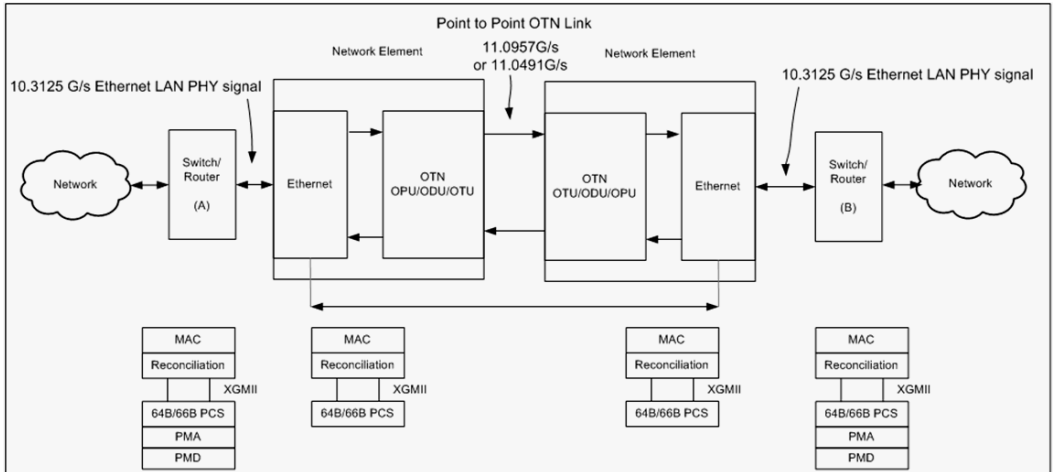 Point to Point OTN Link
Network Element
11.0957G/s
or 11.0491G/s
Network Element
10.3125 G/s Ethernet LAN PHY signal
10.3125 G/s Ethernet LAN PHY signal
Network
Switch/
Router
(A)
Ethernet
OTN
OPU/ODU/OTU
OTN
OTU/ODU/OPU
Ethernet
Switch/
Router
(B)
Network
MAC
Reconciliation
XGMII
64B/66B PCS
PMA
PMD
MAC
Reconciliation
XGMII
64B/66B PCS
MAC
Reconciliation
XGMII
64B/66B PCS
MAC
Reconciliation
XGMII
64B/66B PCS
PMA
PMD